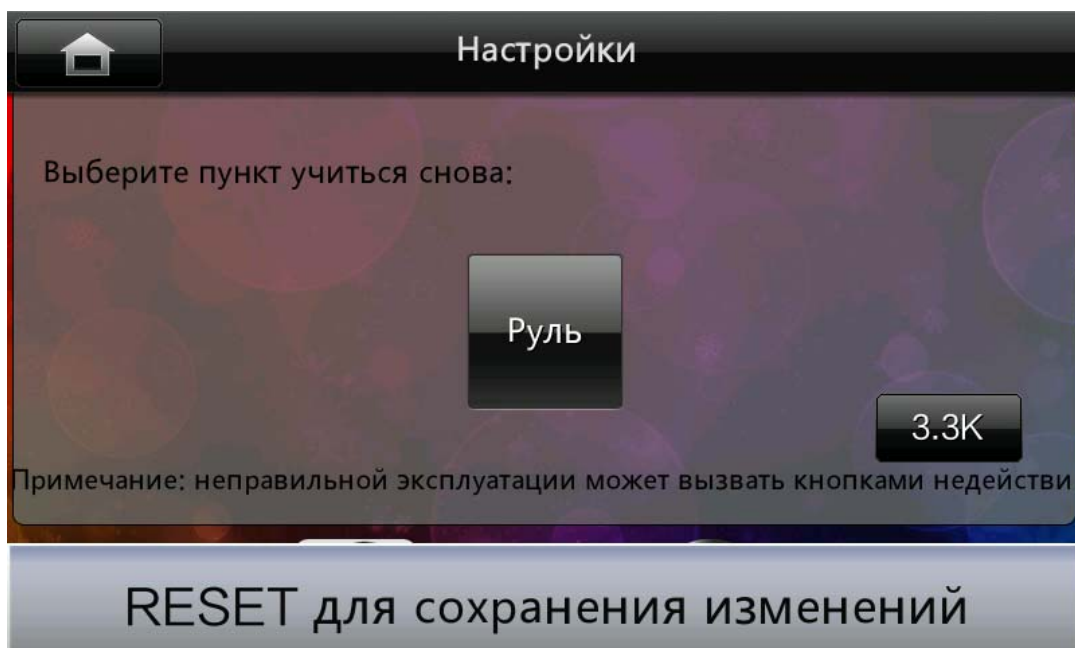 Настройки
Выберите пункт учиться снова:
Руль
3.3K
Примечание: неправильной эксплуатации может вызвать кнопками недействи
RESET для сохранения изменений